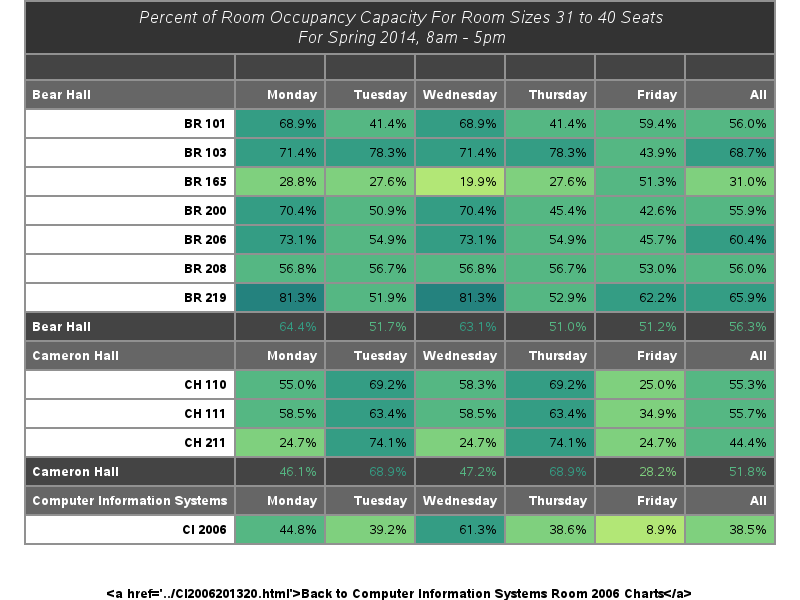 Percent of Room Occupancy Capacity For Room Sizes 31 to 40 Seats
For Spring 2014, 8am - 5pm
Bear Hall Monday Tuesday Wednesday Thursday Friday All
BR 101 68.9% 41.4% 68.9% 41.4% 59.4% 56.0%
BR 103 71.4% 78.3% 71.4% 78.3% 43.9% 68.7%
BR 165 28.8% 27.6% 19.9% 27.6% 51.3% 31.0%
BR 200 70.4% 50.9% 70.4% 45.4% 42.6% 55.9%
BR 206 73.1% 54.9% 73.1% 54.9% 45.7% 60.4%
BR 208 56.8% 56.7% 56.8% 56.7% 53.0% 56.0%
BR 219 81.3% 51.9% 81.3% 52.9% 62.2% 65.9%
Bear Hall 64.4% 51.7% 63.1% 51.0% 51.2% 56.3%
Cameron Hall Monday Tuesday Wednesday Thursday Friday All
CH 110 55.0% 69.2% 58.3% 69.2% 25.0% 55.3%
CH 111 58.5% 63.4% 58.5% 63.4% 34.9% 55.7%
CH 211 24.7% 74.1% 24.7% 74.1% 24.7% 44.4%
Cameron Hall 46.1% 68.9% 47.2% 68.9% 28.2% 51.8%
Computer Information Systems Monday Tuesday Wednesday Thursday Friday All
CI 2006 44.8% 39.2% 61.3% 38.6% 8.9% 38.5%
<a href='../CI2006201320.html'>Back to Computer Information Systems Room 2006 Charts</a>